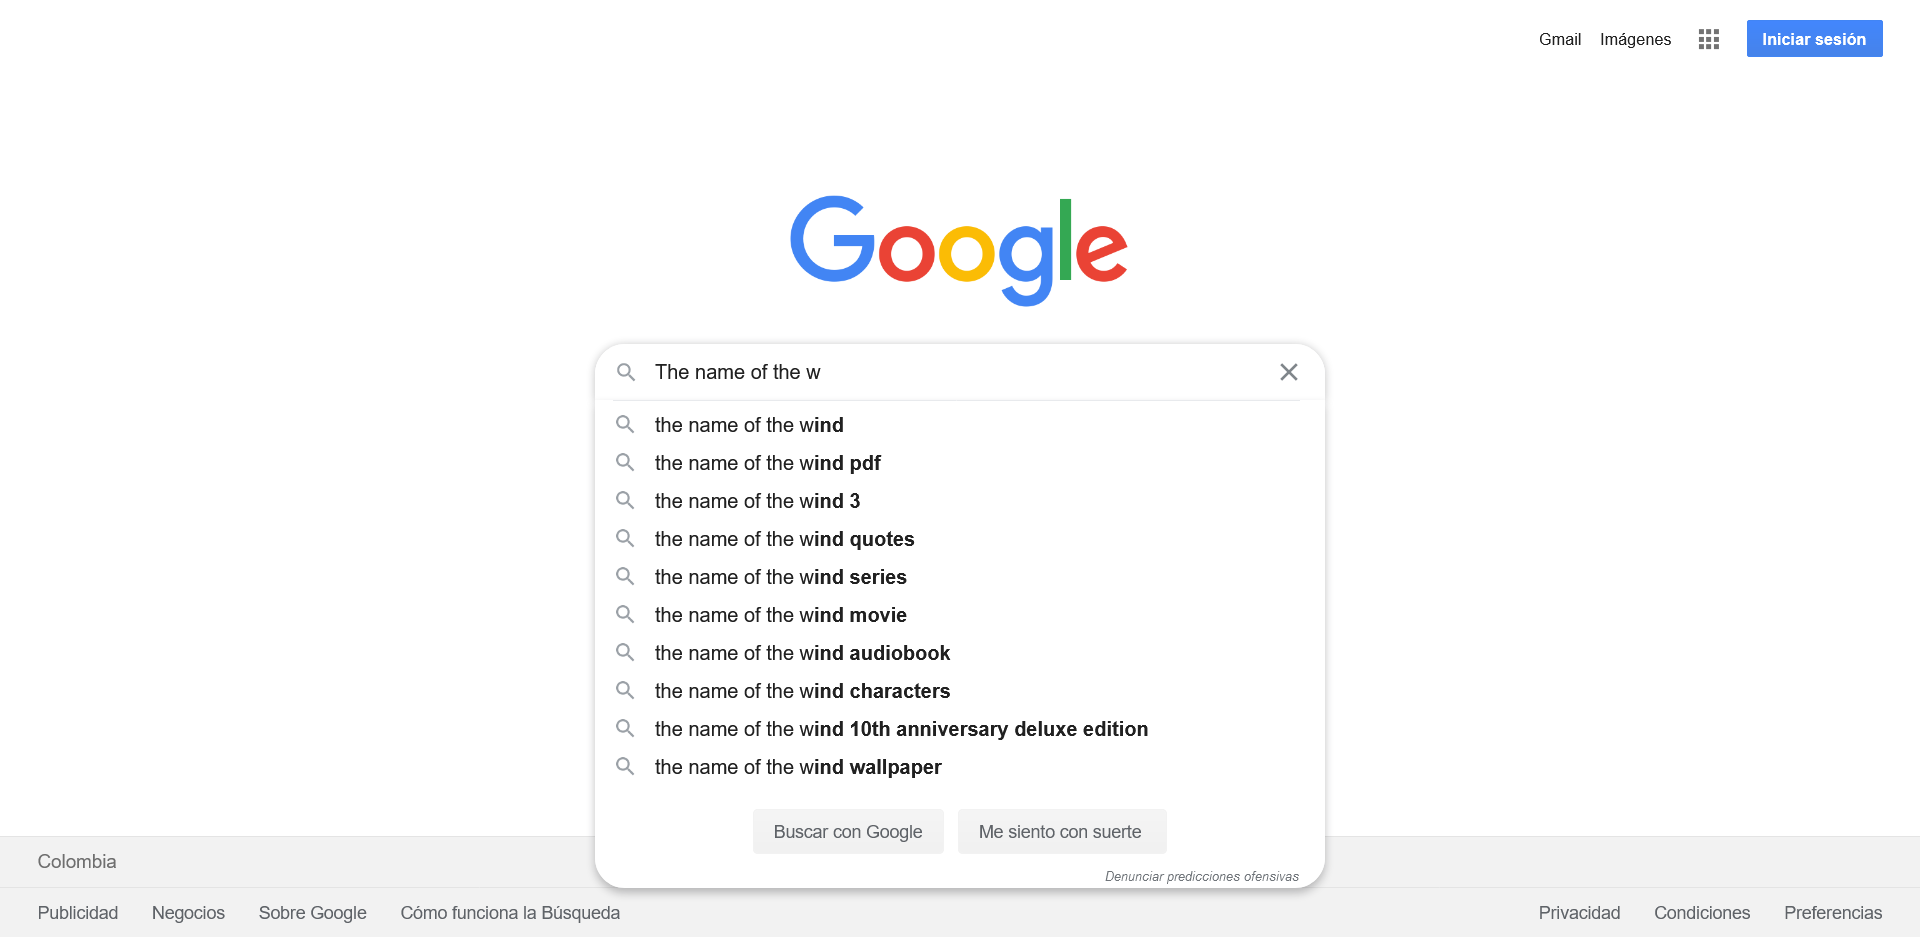 Gmail Imágenes Iniciar sesión
Google
The name of the w
the name of the wind
the name of the wind pdf
the name of the wind 3
the name of the wind quotes
the name of the wind series
the name of the wind movie
the name of the wind audiobook
the name of the wind characters
the name of the wind 10th anniversary deluxe edition
the name of the wind wallpaper
Buscar con Google Me siento con suerte
Colombia
Denunciar predicciones ofensivas
Publicidad Negocios Sobre Google Cómo funciona la Búsqueda Privacidad Condiciones Preferencias